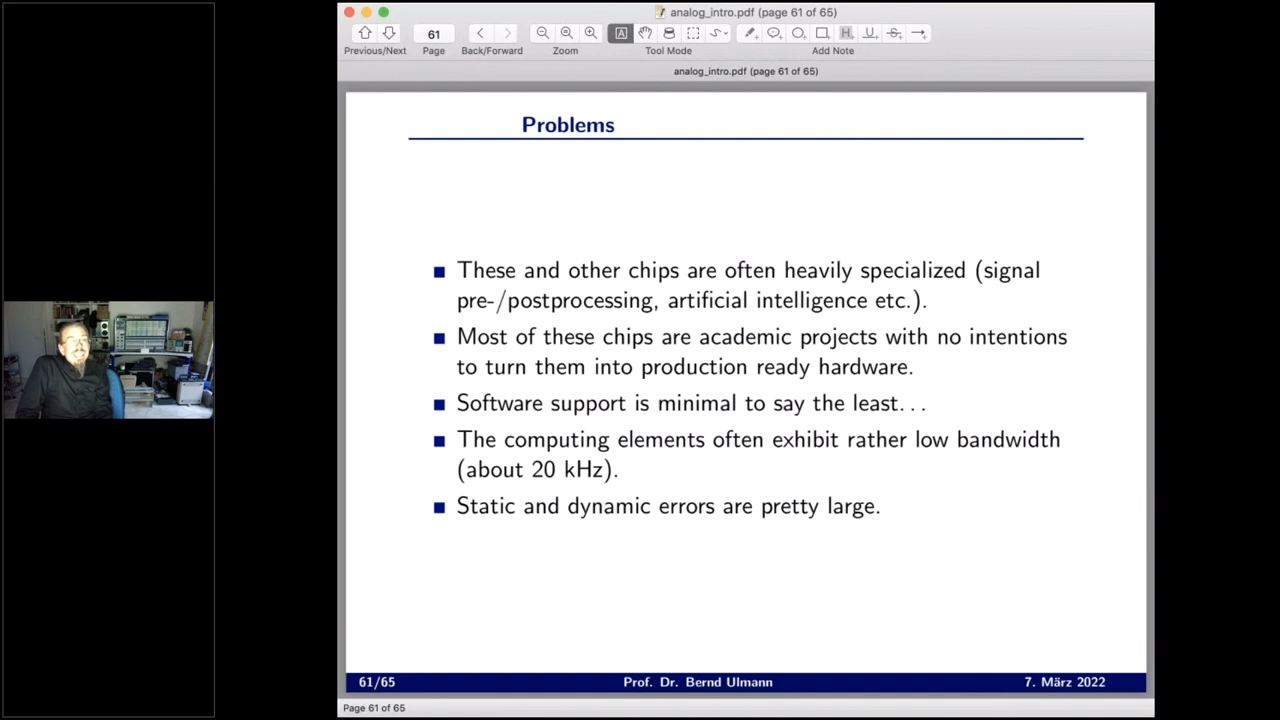 analog_intro.pdf (page 61 of 65)
61
A
H
U
S
Previous/Next Page Back/Forward Zoom Tool Mode Add Note
analog_intro.pdf (page 61 of 65)
Problems
These and other chips are often heavily specialized (signal
pre-/postprocessing, artificial intelligence etc.).
Most of these chips are academic projects with no intentions
to turn them into production ready hardware.
Software support is minimal to say the least...
The computing elements often exhibit rather low bandwidth
(about 20 kHz).
Static and dynamic errors are pretty large.
61/65 Prof. Dr. Bernd Ulmann 7. März 2022
Page 61 of 65